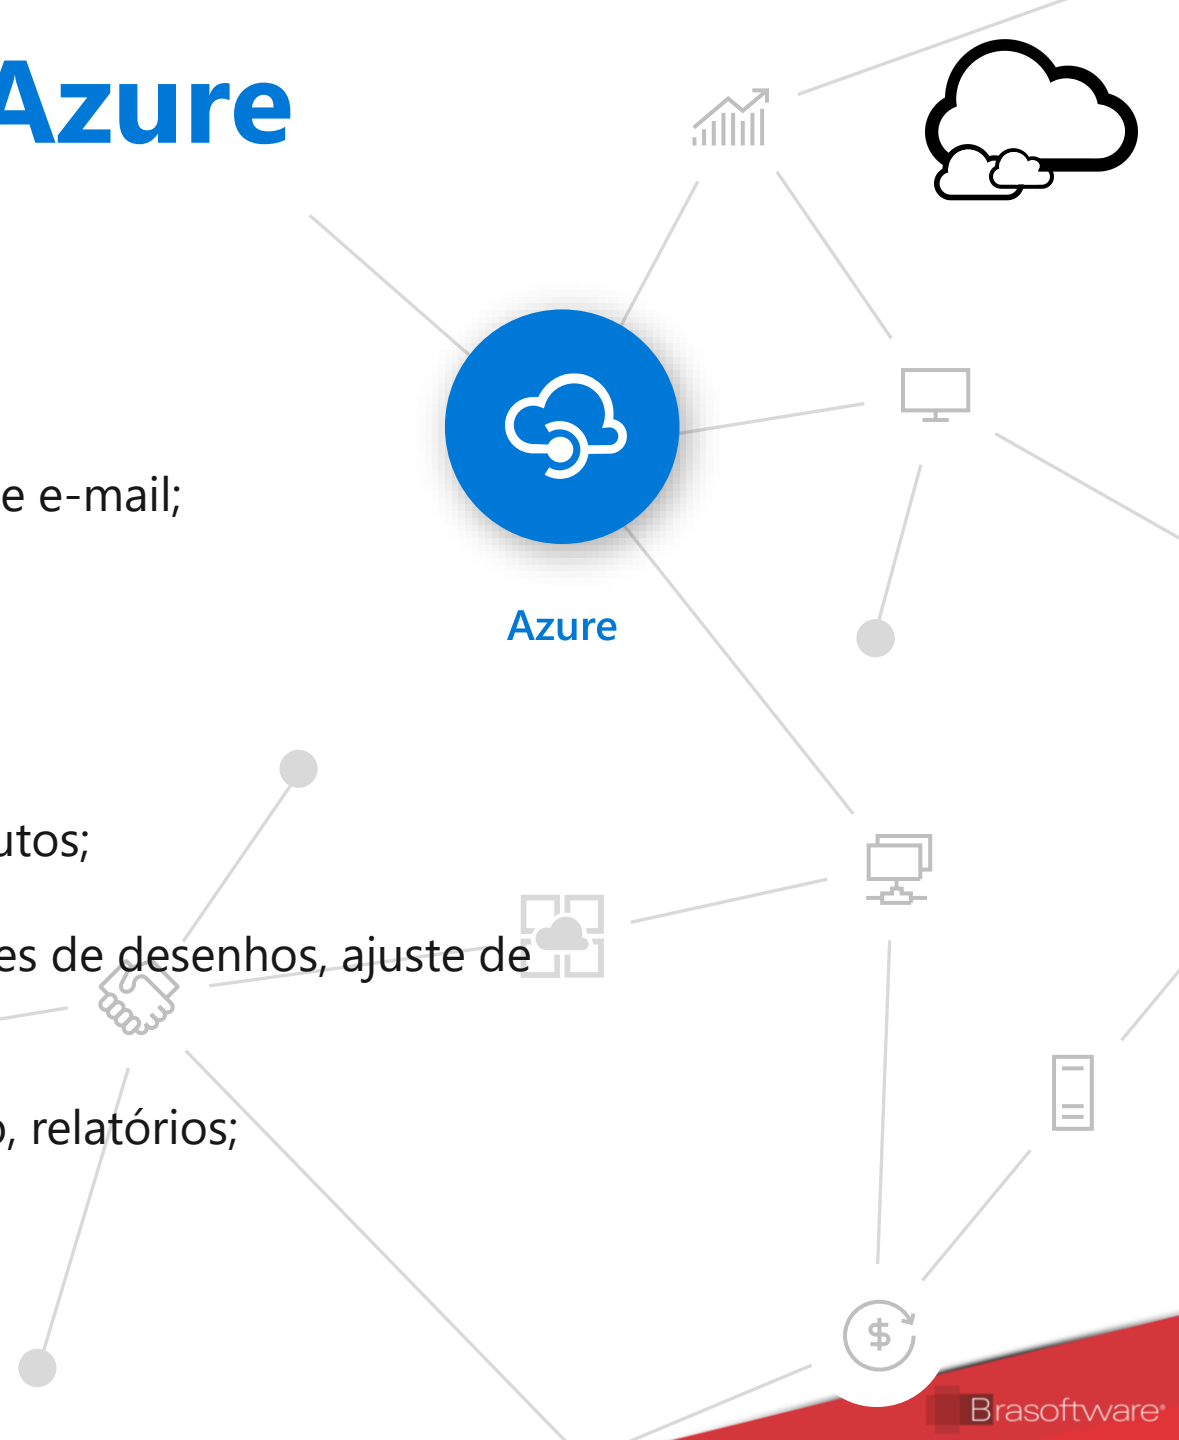 Azure
e e-mail;
Azure
utos;
es de desenhos, ajuste de
, relatórios;
$
Brasoftware